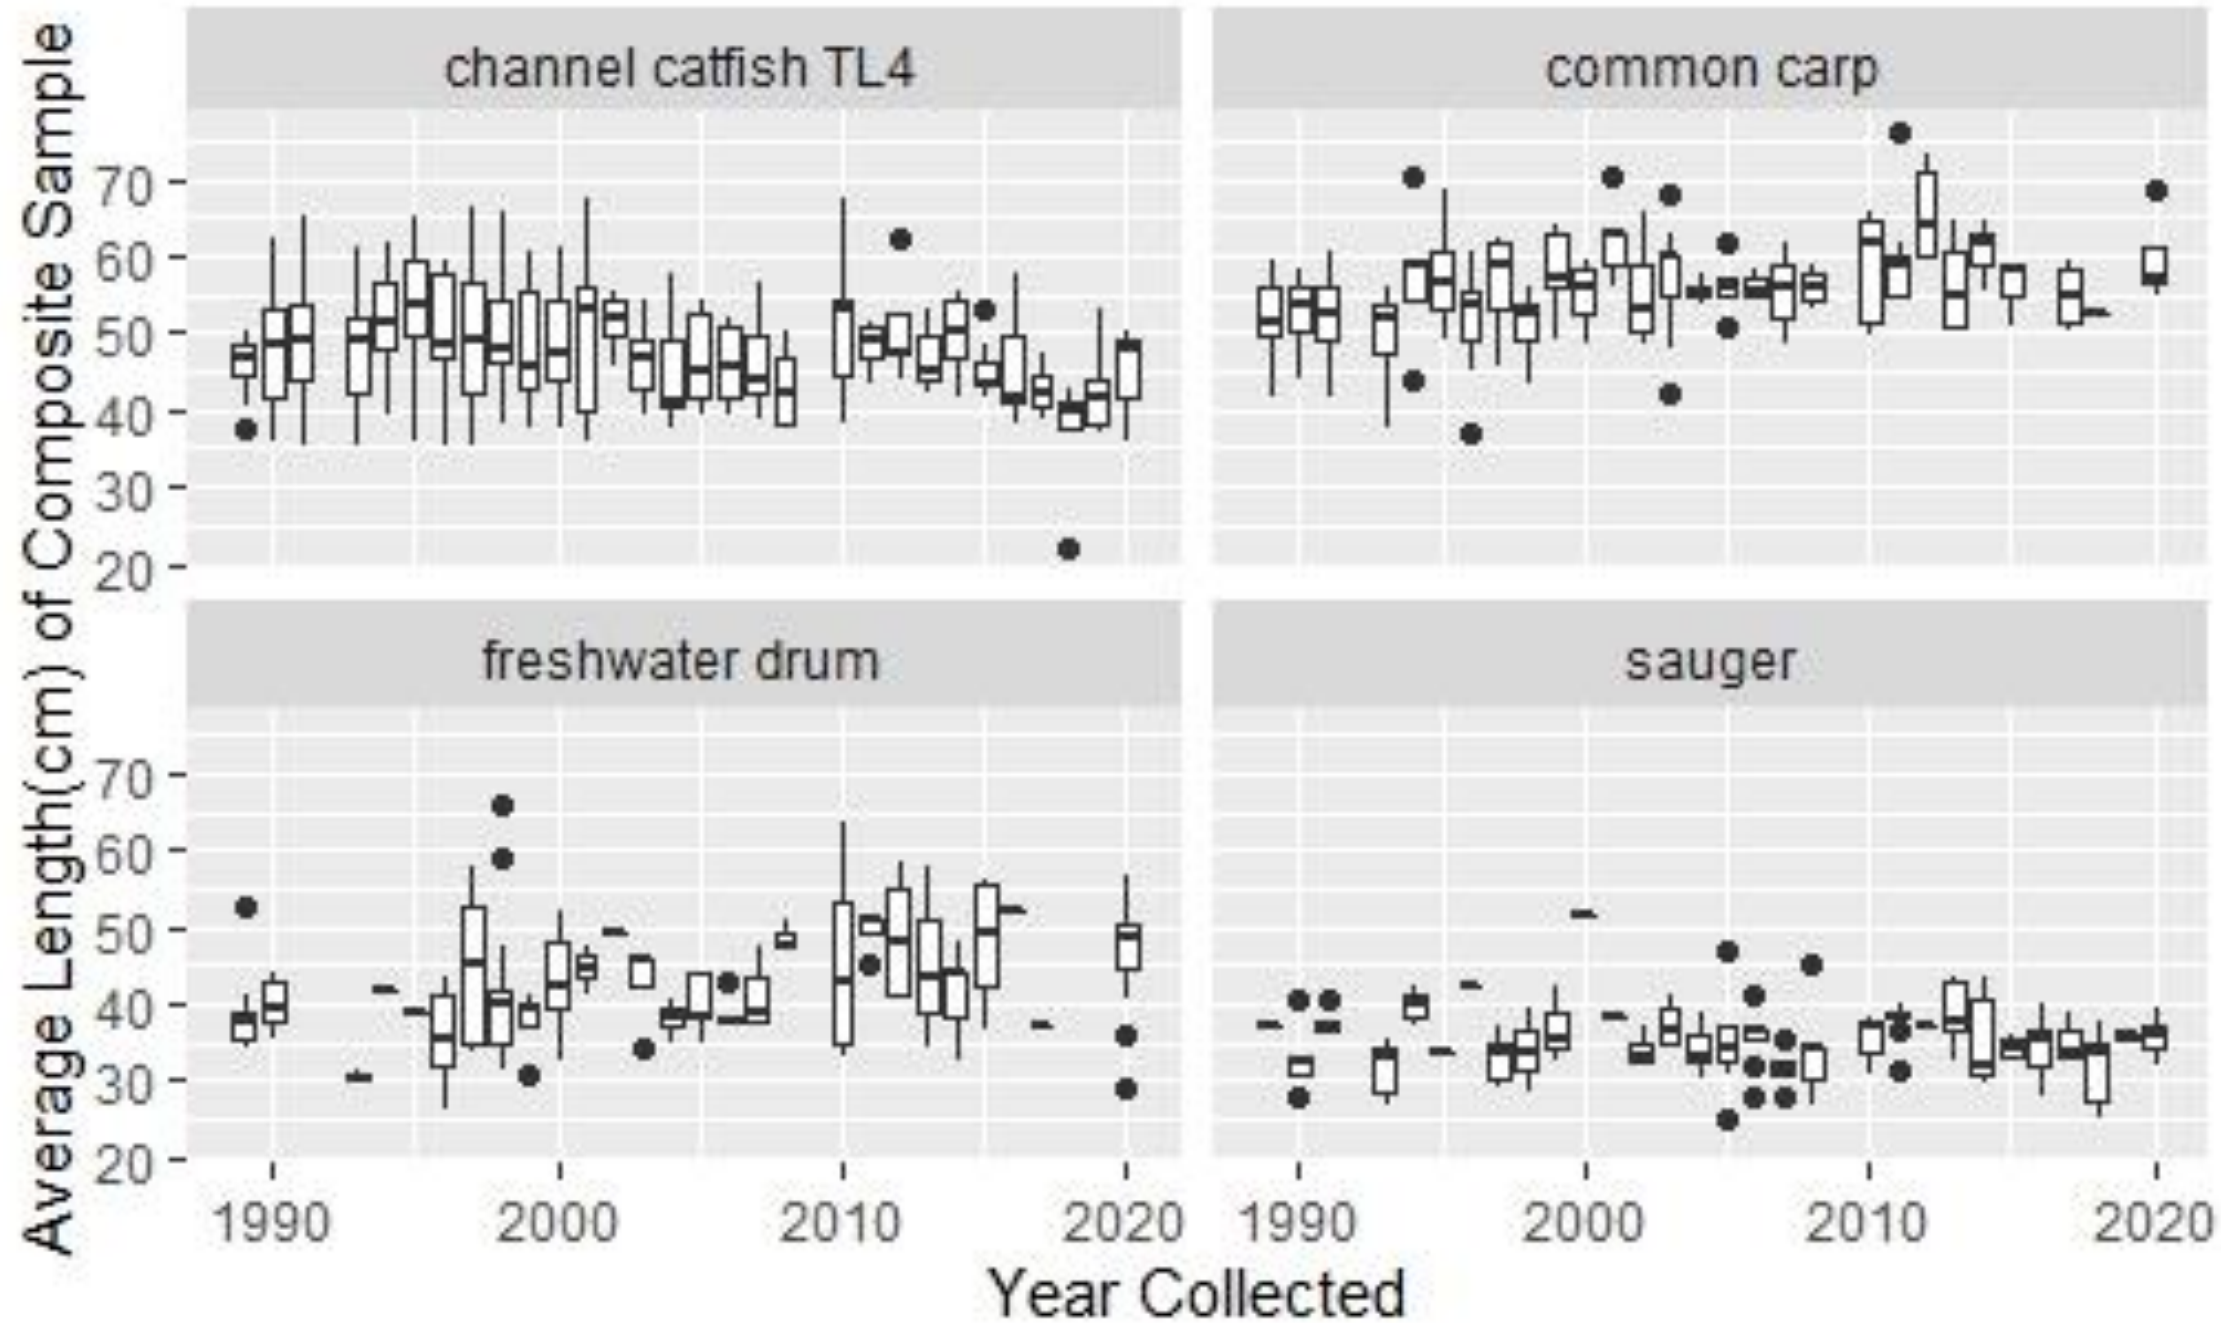 Average Length(cm) of Composite Sample
channel catfish TL4
common carp
70
60
50
40
30
20
freshwater drum
sauger
70
60
50
40
30
20
1990 2000 2010 2020 1990 2000 2010 2020
Year Collected